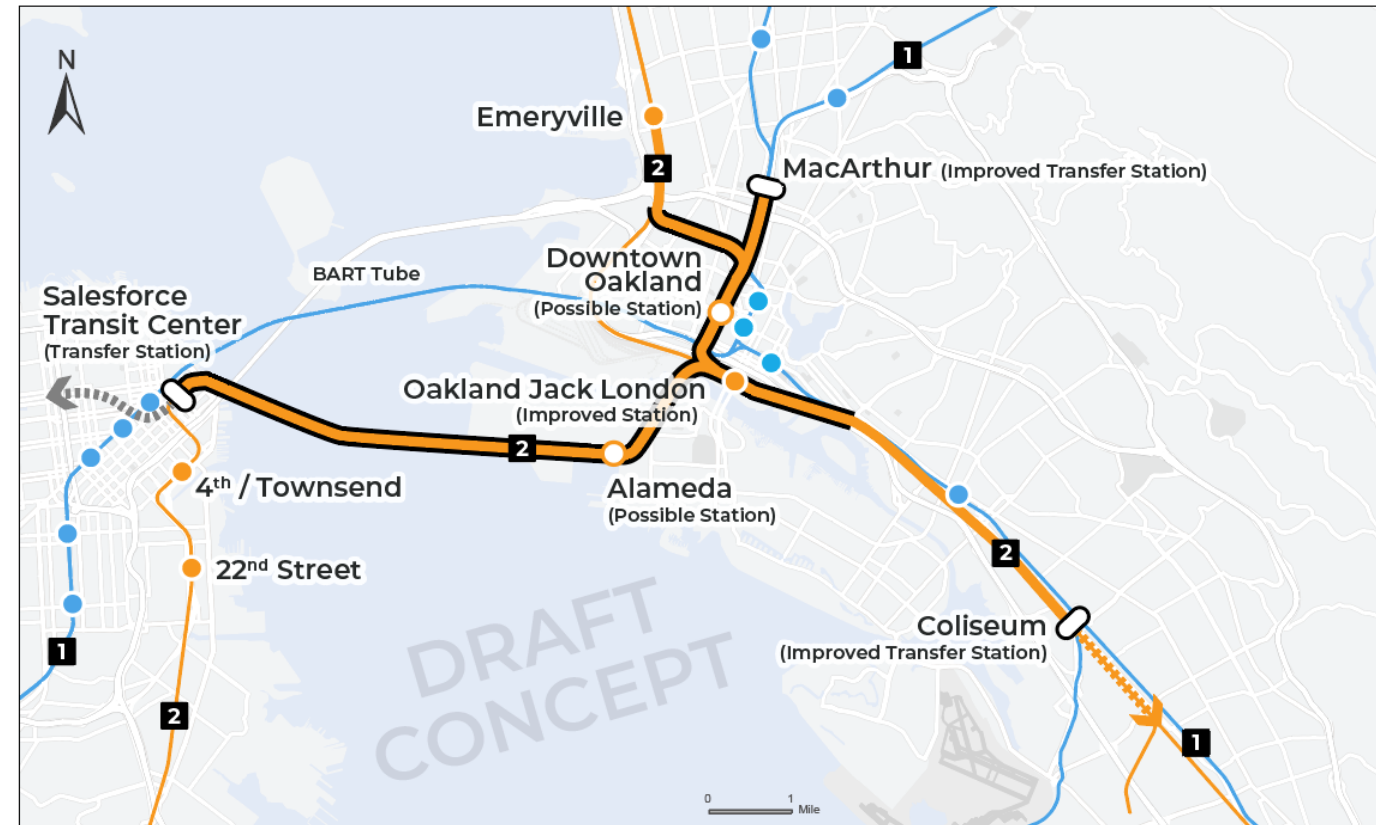 N
1
Emeryville
2
MacArthur (Improved Transfer Station)
Downtown
Oakland
(Possible Station)
BART Tube
Salesforce
Transit Center
(Transfer Station)
Oakland Jack London
(Improved Station)
2
4th / Townsend
Alameda
(Possible Station)
22nd Street
2
DRAFT
CONCEPT
Coliseum
(Improved Transfer Station)
1
2
1
0 1
Mile